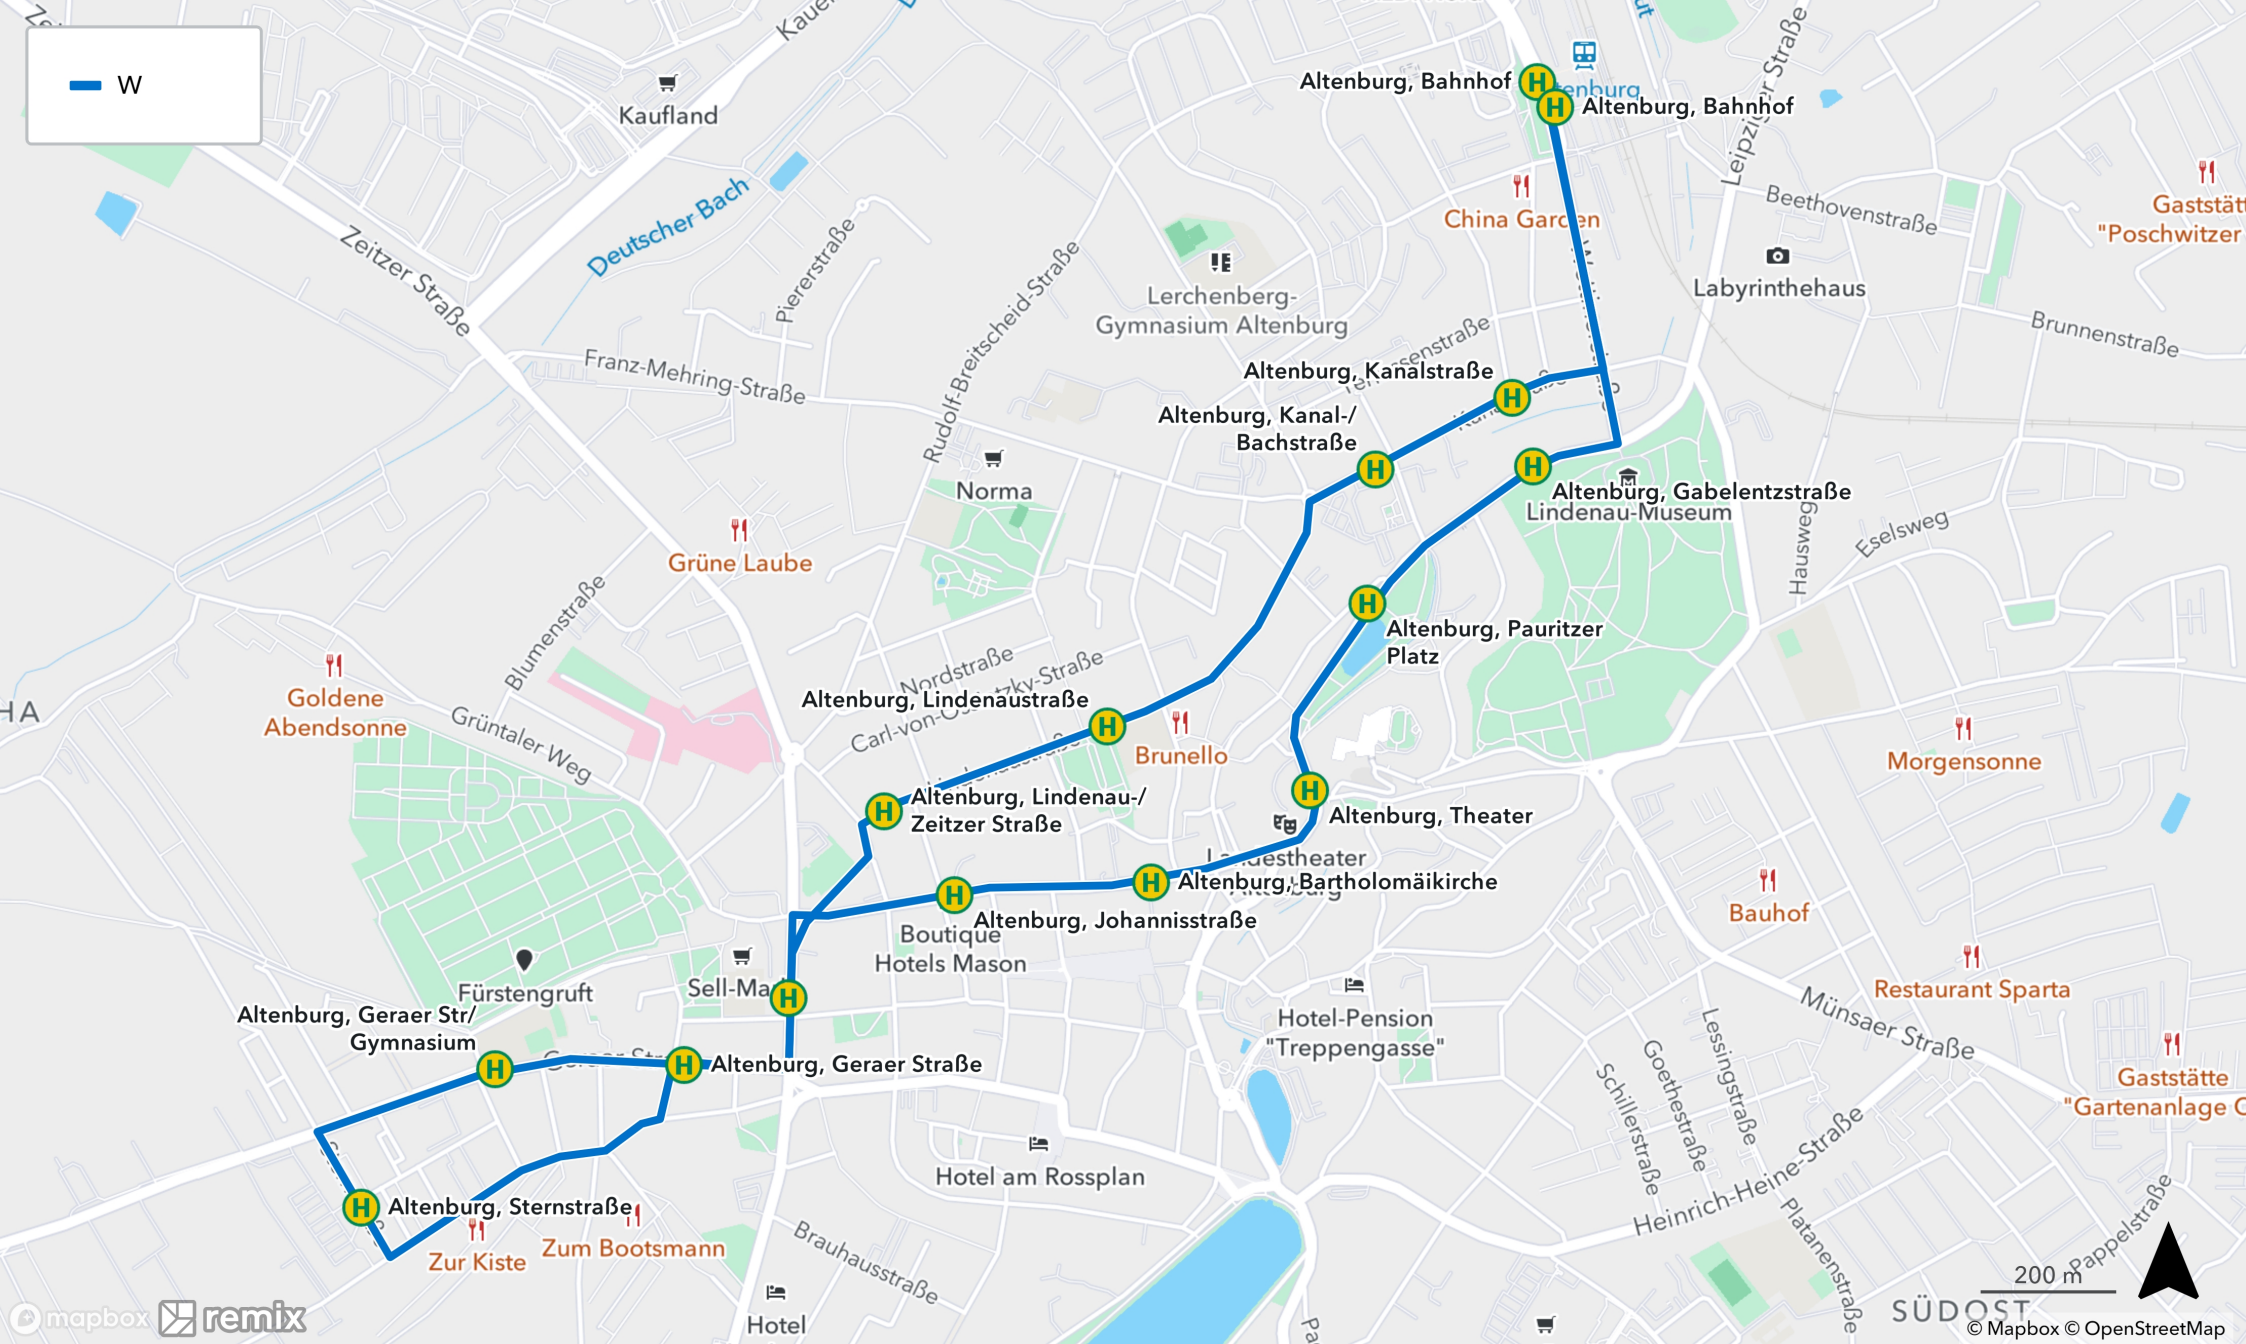 W
Kaufland
Deutscher Bach
Zeitzer Straße
Piererstraße
Altenburg, Bahnhof
Altenburg, Bahnhof
Leipziger Straße
China Garden
Beethovenstraße
Labyrinthehaus
Brunnenstraße
Lerchenberg-
Gymnasium Altenburg
Rudolf-Breitscheid-Straße
Franz-Mehring-Straße
Altenburg, Kanalstraße
Altenburg, Kanal-/
Bachstraße
Norma
Altenburg, Gabelentzstraße
Lindenau-Museum
Hausweg
Eselsweg
Grüne Laube
Blumenstraße
Altenburg, Pauritzer
Platz
Nordstraße
Goldene
Abendsonne
Grüntaler Weg
Altenburg, Lindenaustraße
Brunello
Morgensonne
Altenburg, Lindenau-/
Zeitzer Straße
Altenburg, Theater
Landestheater
Altenburg
Altenburg, Bartholomäikirche
Altenburg, Johannisstraße
Boutique
Hotels Mason
Bauhof
Restaurant Sparta
Fürstengruft
Altenburg, Geraer Str/
Gymnasium
Altenburg, Geraer Straße
Hotel-Pension
"Treppengasse"
Münsaer Straße
Lessingstraße
Goethestraße
Schillerstraße
Gaststätte
Hotel am Rossplan
Altenburg, Sternstraße
Zur Kiste
Zum Bootsmann
Brauhausstraße
Heinrich-Heine-Straße
Platanenstraße
Pappelstraße
200 m
SÜDOST
Hotel
mapbox remix
© Mapbox © OpenStreetMap